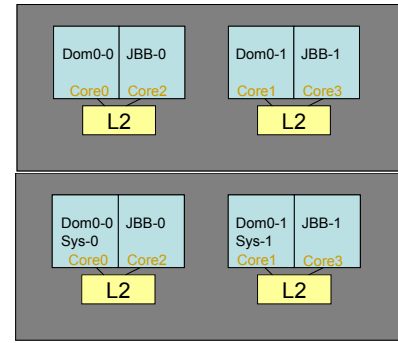 Dom0-0 JBB-0 Dom0-1 JBB-1
Core0 Core2 Core1 Core3
L2 L2
Dom0-0 JBB-0 Dom0-1 JBB-1
Sys-0 Sys-1
Core0 Core2 Core1 Core3
L2 L2